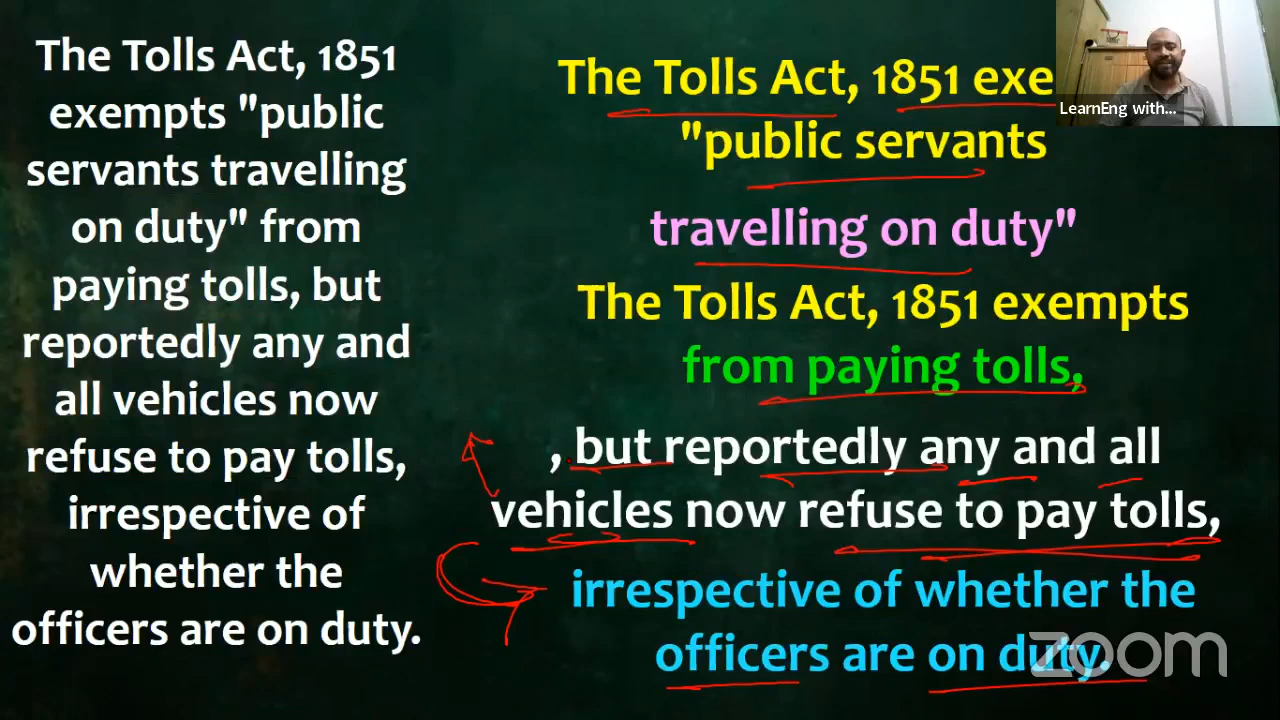 The Tolls Act, 1851
exempts "public
servants travelling
on duty" from
paying tolls, but
reportedly any and
all vehicles now
refuse to pay tolls,
irrespective of
whether the
officers are on duty.
The Tolls Act, 1851 exe
"public servants
travelling on duty"
The Tolls Act, 1851 exempts
from paying tolls,
, but reportedly any and all
vehicles now refuse to pay tolls,
irrespective of whether the
officers are on duty.
LearnEng with...
zoom